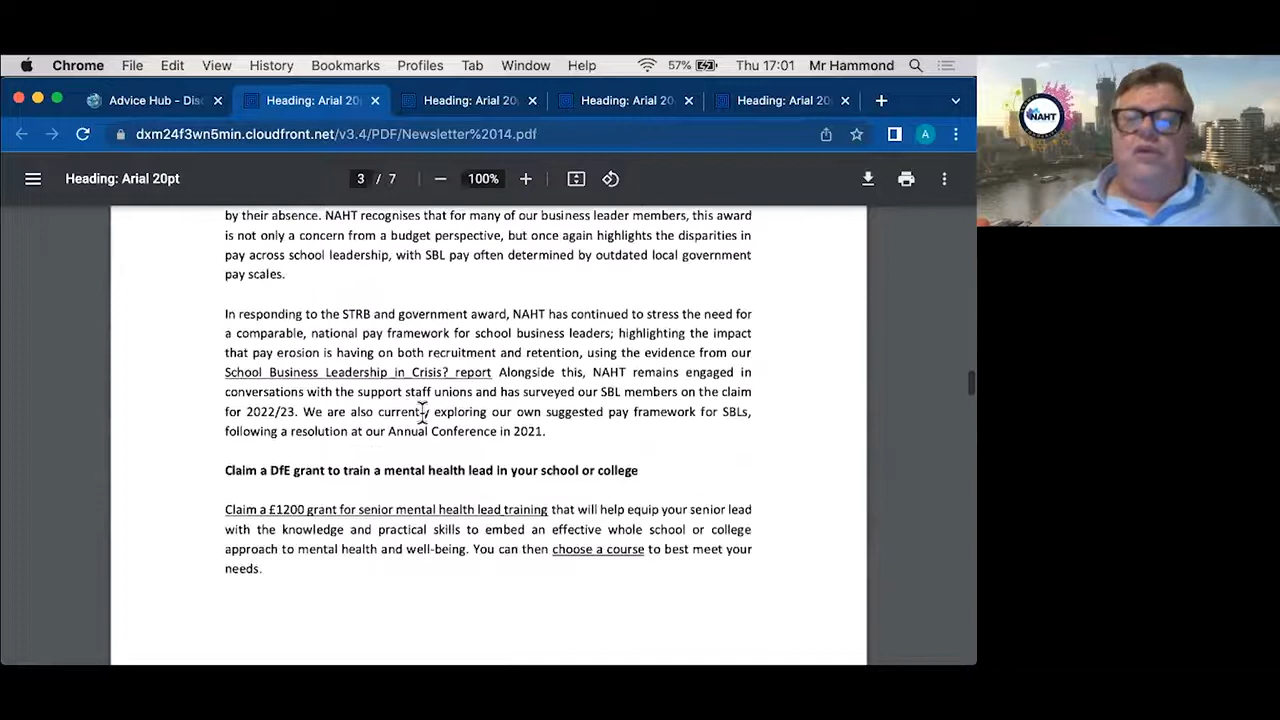 Chrome File Edit View History Bookmarks Profiles Tab Window Help 57% Thu 17:01 Mr Hammond
Advice Hub - Disc Heading: Arial 20p Heading: Arial 20 Heading: Arial 20 Heading: Arial 20
dxm24f3wn5min.cloudfront.net/v3.4/PDF/Newsletter%2014.pdf A
Heading: Arial 20pt 3 / 7 100%
NAHT
by their absence. NAHT recognises that for many of our business leader members, this award
is not only a concern from a budget perspective, but once again highlights the disparities in
pay across school leadership, with SBL pay often determined by outdated local government
pay scales.
In responding to the STRB and government award, NAHT has continued to stress the need for
a comparable, national pay framework for school business leaders; highlighting the impact
that pay erosion is having on both recruitment and retention, using the evidence from our
School Business Leadership in Crisis? report Alongside this, NAHT remains engaged in
conversations with the support staff unions and has surveyed our SBL members on the claim
for 2022/23. We are also currently exploring our own suggested pay framework for SBLs,
following a resolution at our Annual Conference in 2021.
Claim a DfE grant to train a mental health lead in your school or college
Claim a £1200 grant for senior mental health lead training that will help equip your senior lead
with the knowledge and practical skills to embed an effective whole school or college
approach to mental health and well-being. You can then choose a course to best meet your
needs.